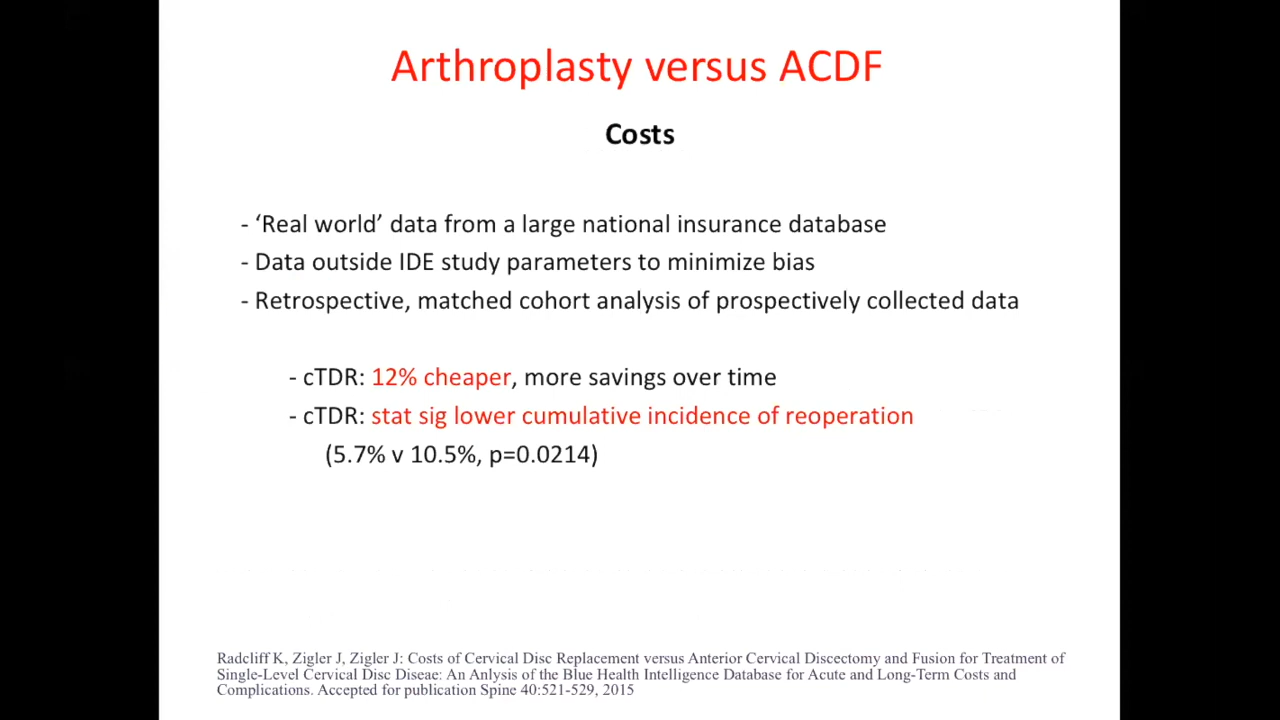 Arthroplasty versus ACDF
Costs
- ‘Real world’ data from a large national insurance database
- Data outside IDE study parameters to minimize bias
- Retrospective, matched cohort analysis of prospectively collected data
- cTDR: 12% cheaper, more savings over time
- cTDR: stat sig lower cumulative incidence of reoperation
(5.7% v 10.5%, p=0.0214)
Radcliff K, Zigler J, Zigler J: Costs of Cervical Disc Replacement versus Anterior Cervical Discectomy and Fusion for Treatment of
Single-Level Cervical Disc Diseae: An Anlysis of the Blue Health Intelligence Database for Acute and Long-Term Costs and
Complications. Accepted for publication Spine 40:521-529, 2015